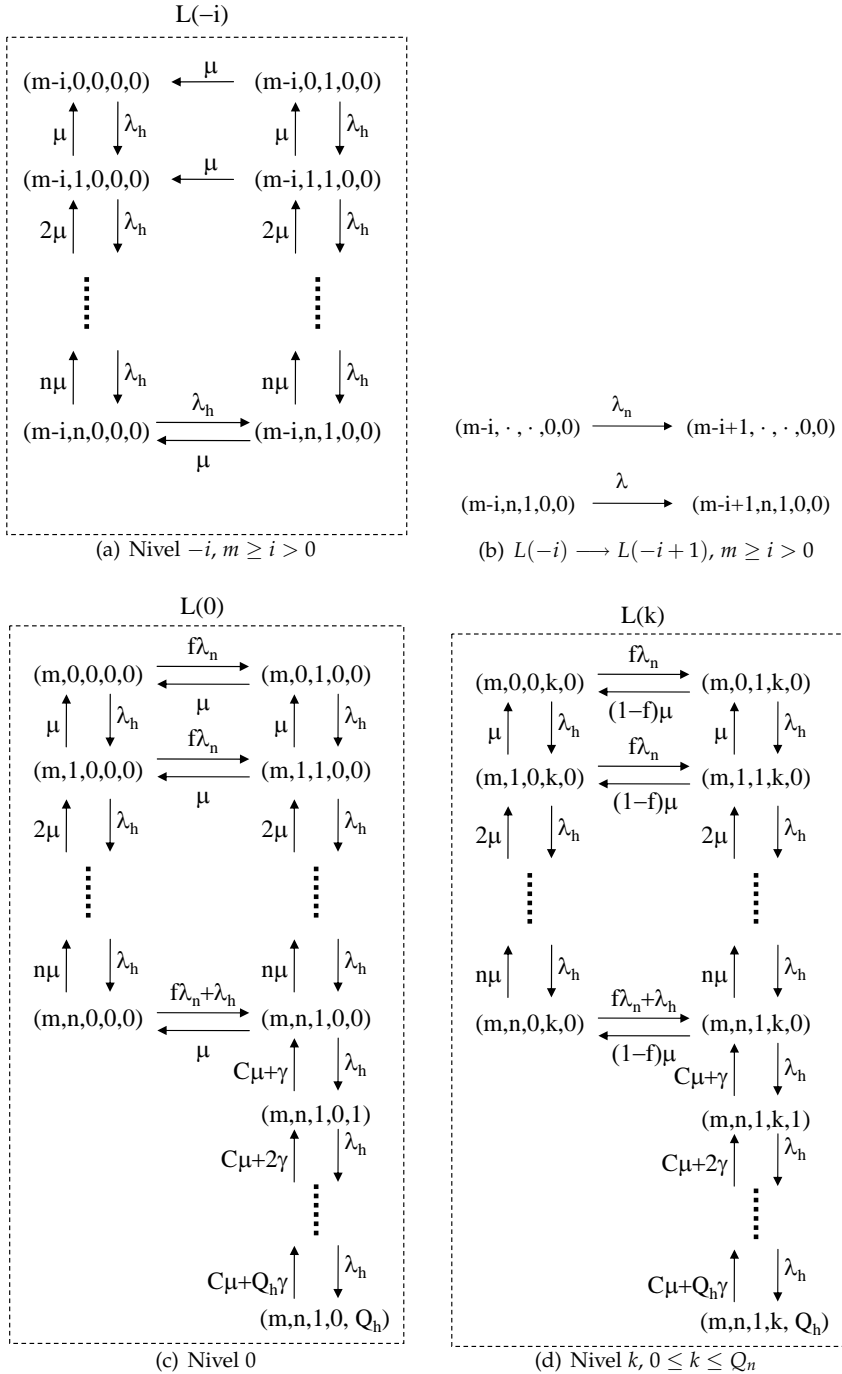 L(−i)
(m-i,0,0,0,0) μ (m-i,0,1,0,0)
μ λh μ λh
(m-i,1,0,0,0) μ (m-i,1,1,0,0)
2μ λh 2μ λh
nμ λh nμ λh
(m-i,n,0,0,0) λh μ (m-i,n,1,0,0)
(a) Nivel −i, m ≥ i > 0
(m-i, · , · ,0,0) λn (m-i+1, · , · ,0,0)
(m-i,n,1,0,0) λ (m-i+1,n,1,0,0)
(b) L(−i) ⟶ L(−i + 1), m ≥ i > 0
L(0)
(m,0,0,0,0) fλn μ (m,0,1,0,0)
μ λh μ λh
(m,1,0,0,0) fλn μ (m,1,1,0,0)
2μ λh 2μ λh
nμ λh nμ λh
(m,n,0,0,0) fλn+λh μ (m,n,1,0,0)
Cμ+γ λh
(m,n,1,0,1)
Cμ+2γ λh
Cμ+Qhγ λh
(m,n,1,0, Qh)
(c) Nivel 0
L(k)
(m,0,0,k,0) fλn (1−f)μ (m,0,1,k,0)
μ λh μ λh
(m,1,0,k,0) fλn (1−f)μ (m,1,1,k,0)
2μ λh 2μ λh
nμ λh nμ λh
(m,n,0,k,0) fλn+λh (1−f)μ (m,n,1,k,0)
Cμ+γ λh
(m,n,1,k,1)
Cμ+2γ λh
Cμ+Qhγ λh
(m,n,1,k, Qh)
(d) Nivel k, 0 ≤ k ≤ Qn